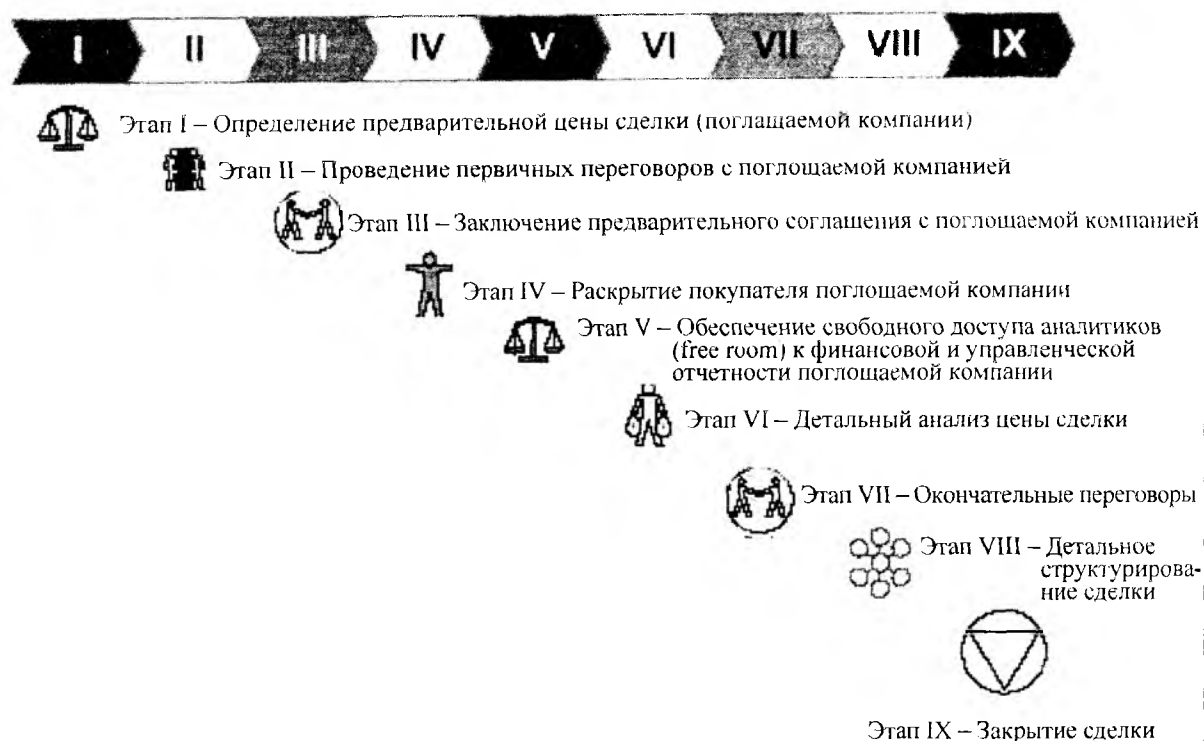 I II III IV V VI VII VIII IX
Этап I – Определение предварительной цены сделки (поглащаемой компании)
Этап II – Проведение первичных переговоров с поглощаемой компанией
Этап III – Заключение предварительного соглашения с поглощаемой компанией
Этап IV – Раскрытие покупателя поглощаемой компании
Этап V – Обеспечение свободного доступа аналитиков
(free room) к финансовой и управленческой
отчетности поглощаемой компании
Этап VI – Детальный анализ цены сделки
Этап VII – Окончательные переговоры
Этап VIII – Детальное
структурирова-
ние сделки
Этап IX – Закрытие сделки